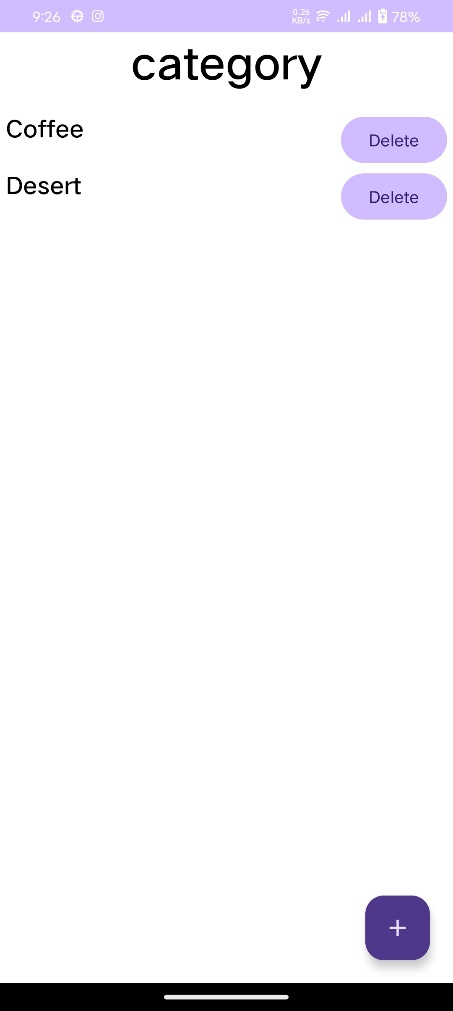 9:26 0.26 KB/s 78%
category
Coffee Delete
Desert Delete
+